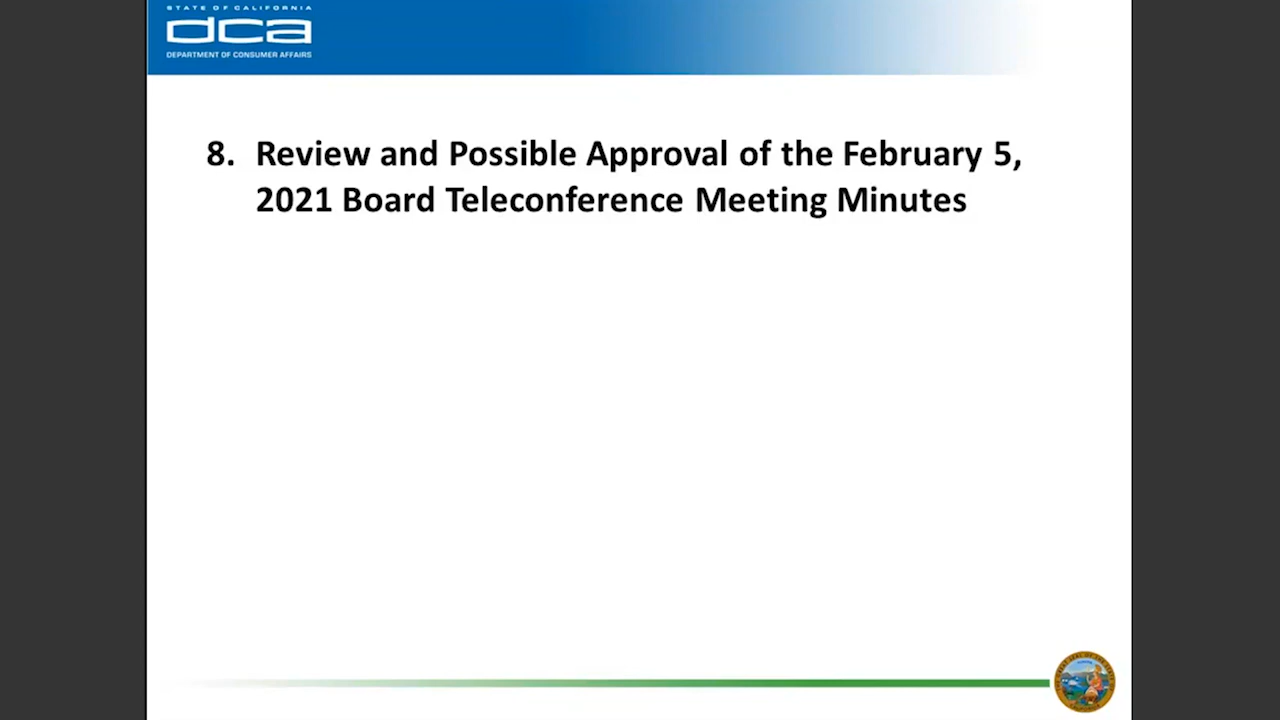 STATE OF CALIFORNIA
dca
DEPARTMENT OF CONSUMER AFFAIRS
8. Review and Possible Approval of the February 5,
2021 Board Teleconference Meeting Minutes